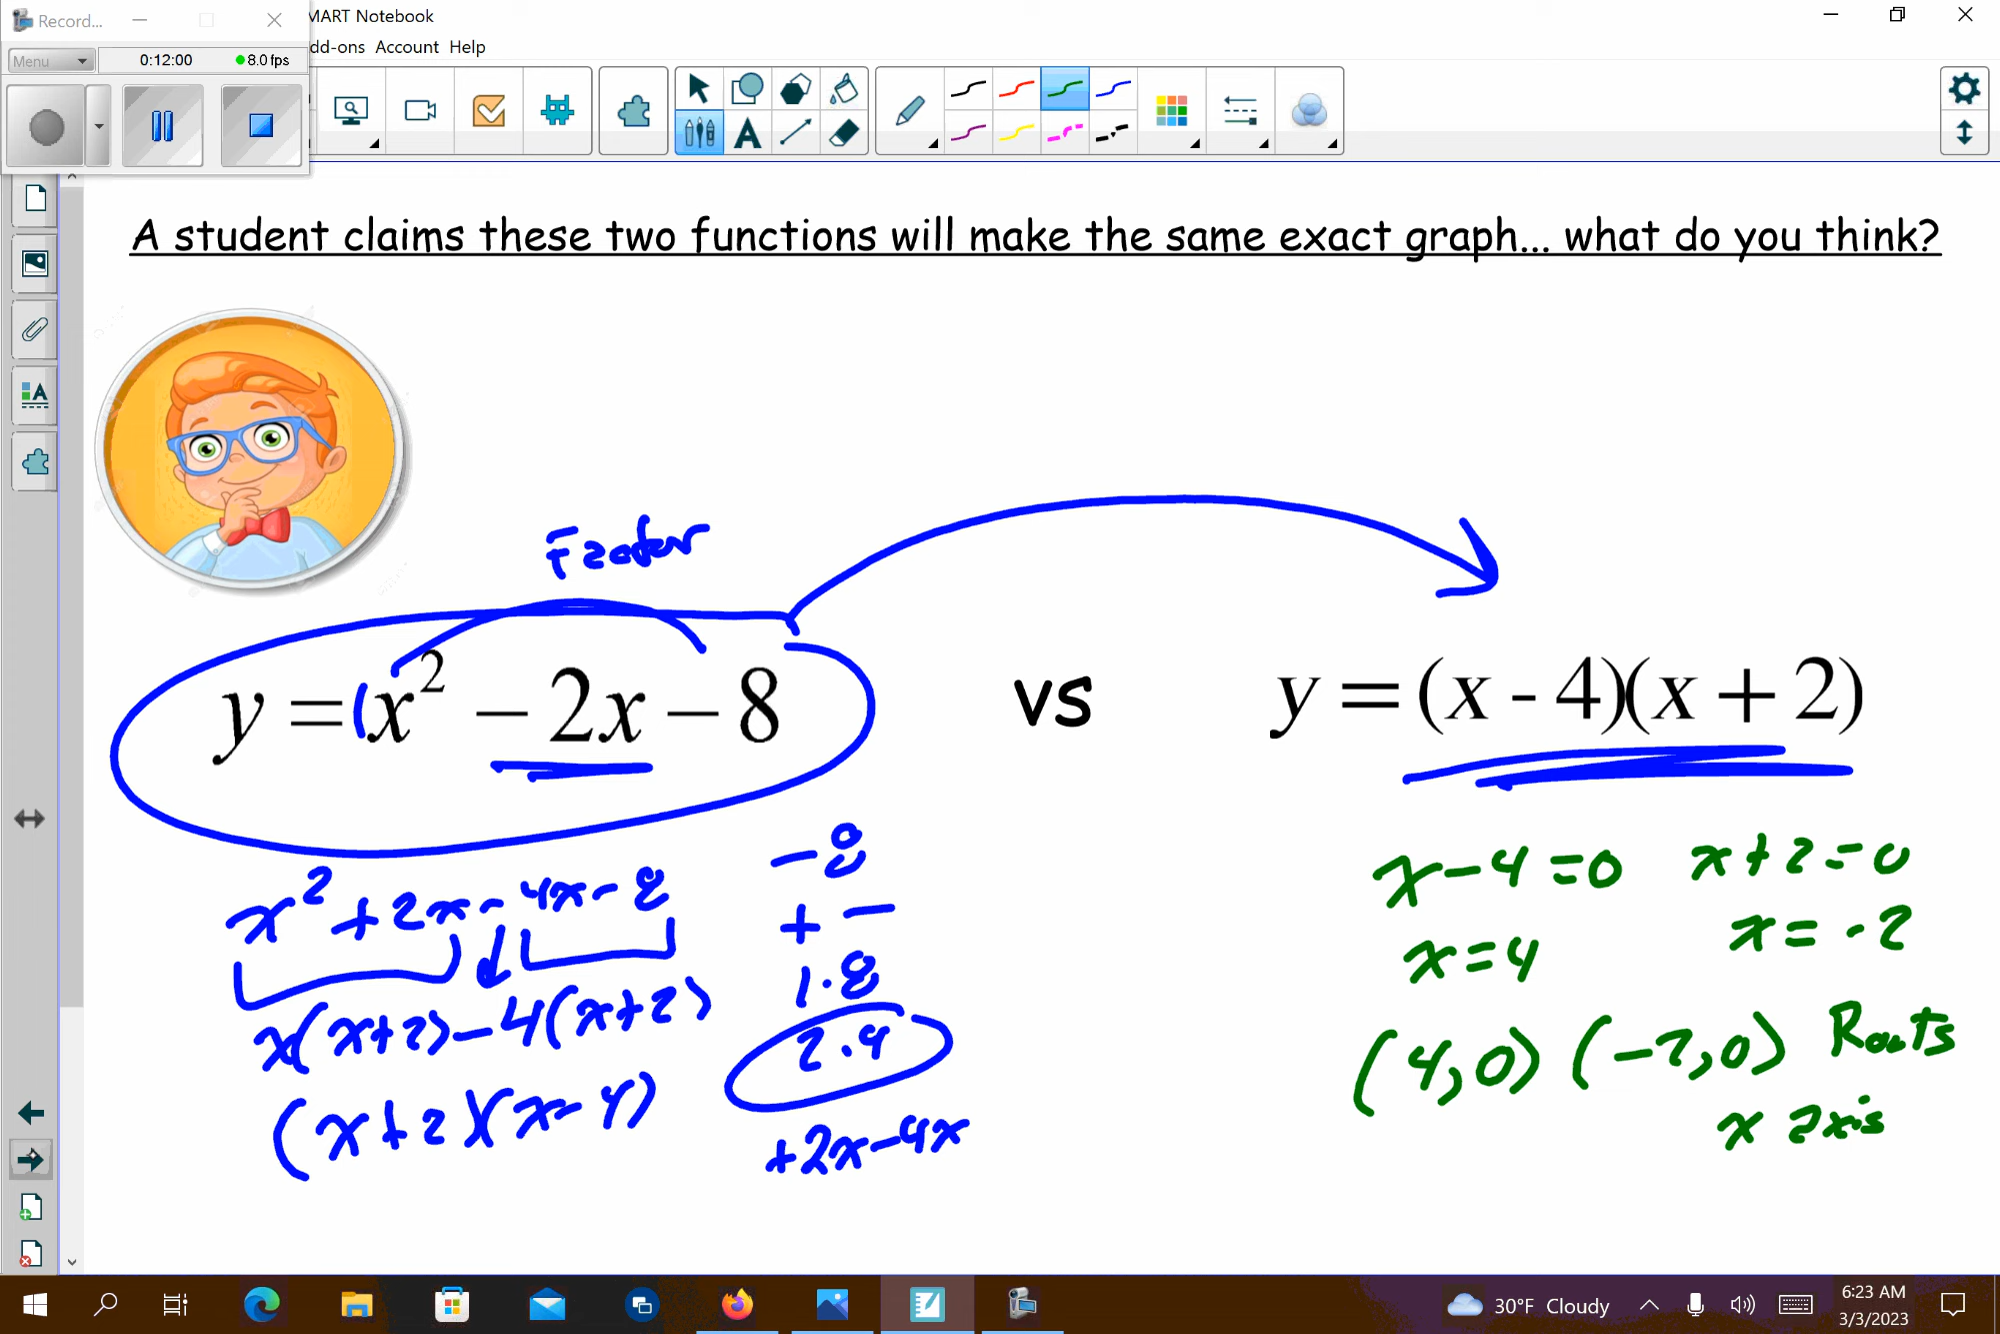 Record...
MART Notebook
dd-ons Account Help
Menu 0:12:00 8.0 fps
A student claims these two functions will make the same exact graph... what do you think?
Factor
y = 1x² – 2x – 8 vs y = (x - 4)(x + 2)
x² + 2x - 4x - 8
x(x+2) - 4(x+2)
(x+2)(x-4)
-8
+ -
1.8
2.4
+2x-4x
x-4=0 x+2=0
x=4 x=-2
(4,0) (-2,0) Roots
x axis
30°F Cloudy
6:23 AM
3/3/2023